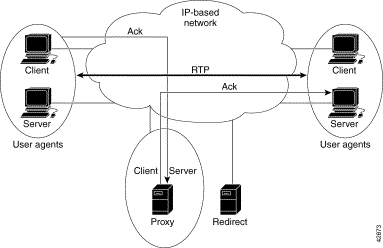 IP-based
network
Ack
Client
Client
RTP
Ack
Server
Server
User agents
User agents
Client
Server
Proxy
Redirect
42873